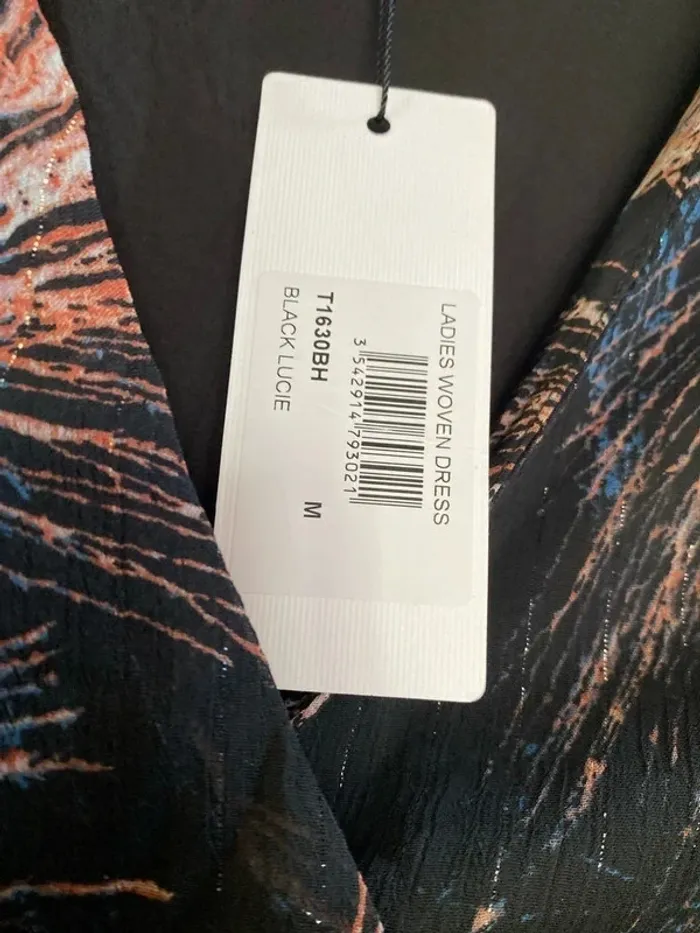 LADIES WOVEN DRESS
3 542914 793021
T1630BH M
BLACK LUCIE